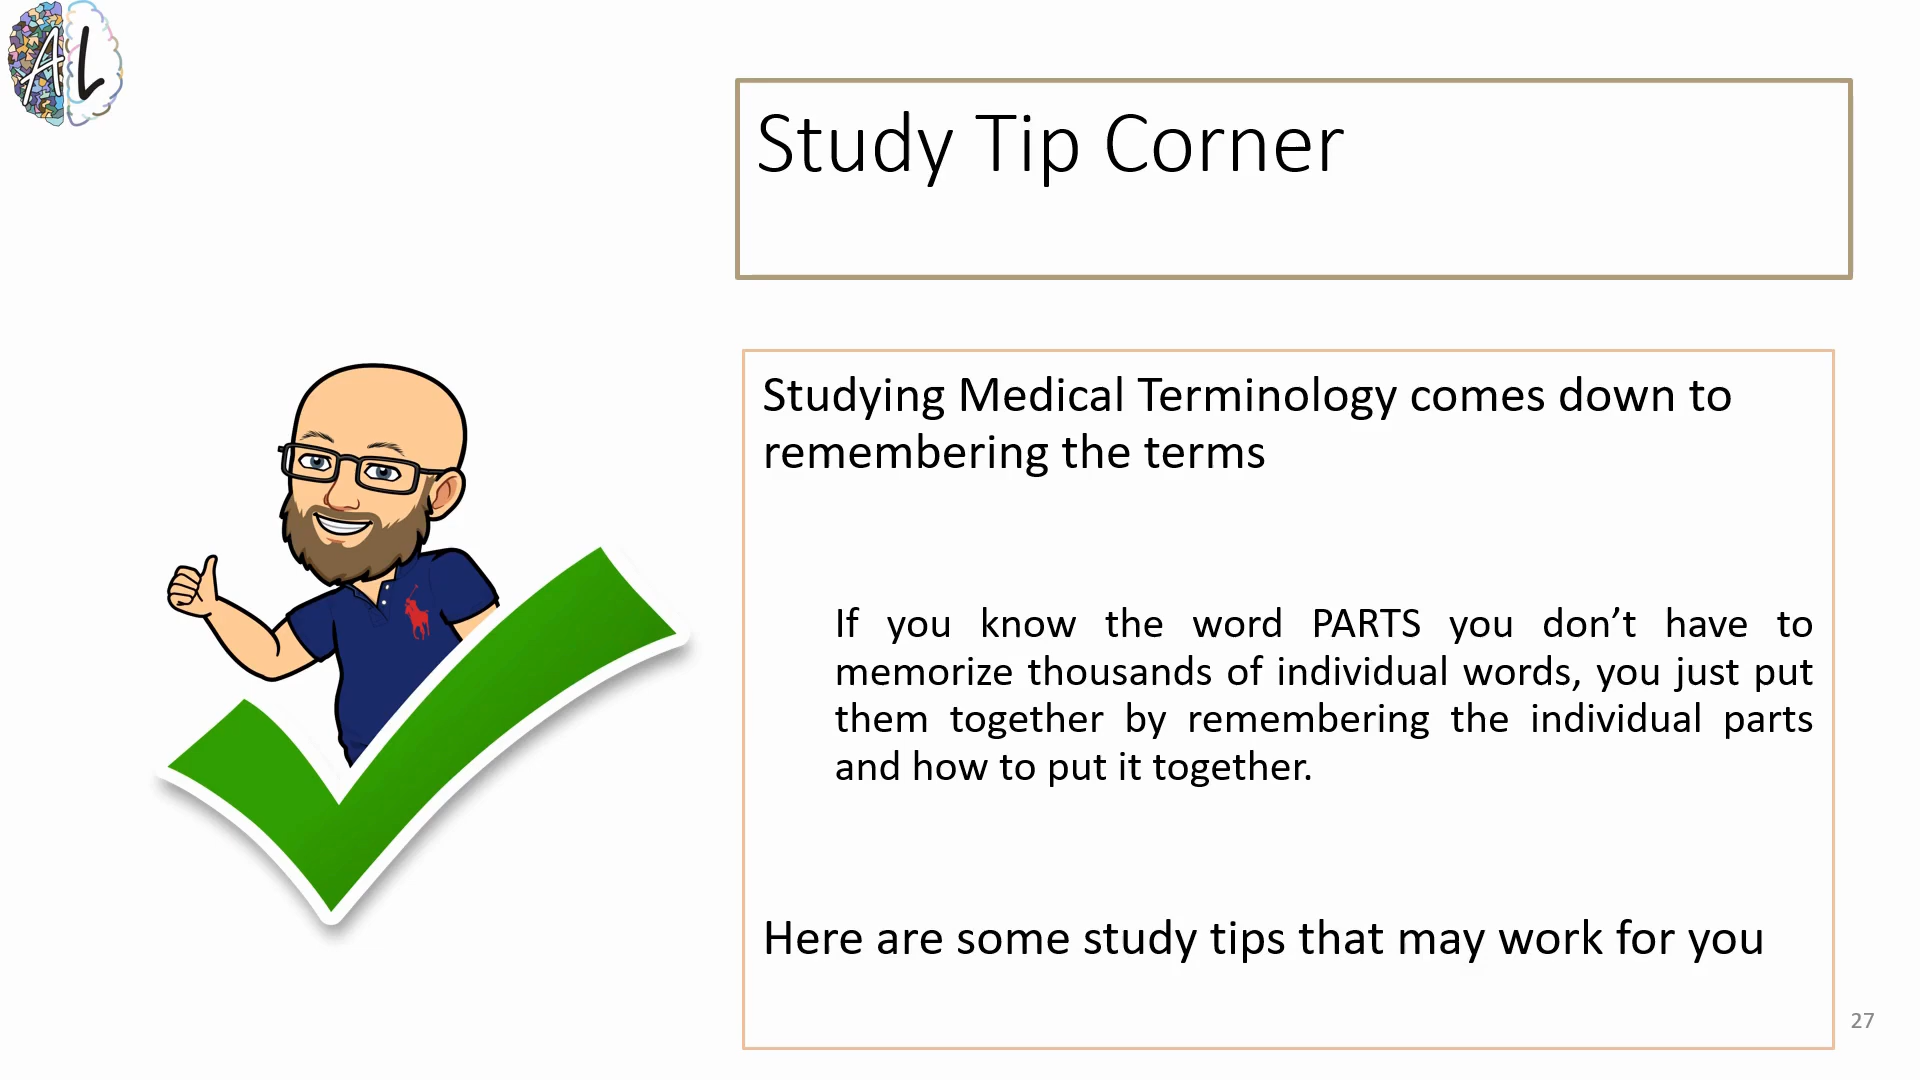 AL
Study Tip Corner
Studying Medical Terminology comes down to
remembering the terms
If you know the word PARTS you don’t have to
memorize thousands of individual words, you just put
them together by remembering the individual parts
and how to put it together.
Here are some study tips that may work for you
27